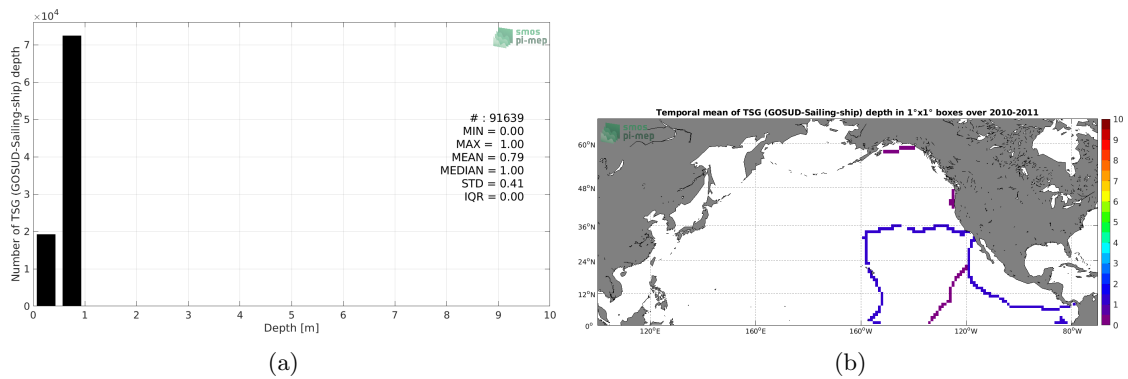 ×10⁴
7
6
5
4
3
2
1
0
Number of TSG (GOSUD-Sailing-ship) depth
smos
pi-mep
# : 91639
MIN = 0.00
MAX = 1.00
MEAN = 0.79
MEDIAN = 1.00
STD = 0.41
IQR = 0.00
0 1 2 3 4 5 6 7 8 9 10
Depth [m]
(a)
Temporal mean of TSG (GOSUD-Sailing-ship) depth in 1°x1° boxes over 2010-2011
smos
pi-mep
60°N
48°N
36°N
24°N
12°N
0°
120°E 160°E 160°W 120°W 80°W
10
9
8
7
6
5
4
3
2
1
0
(b)